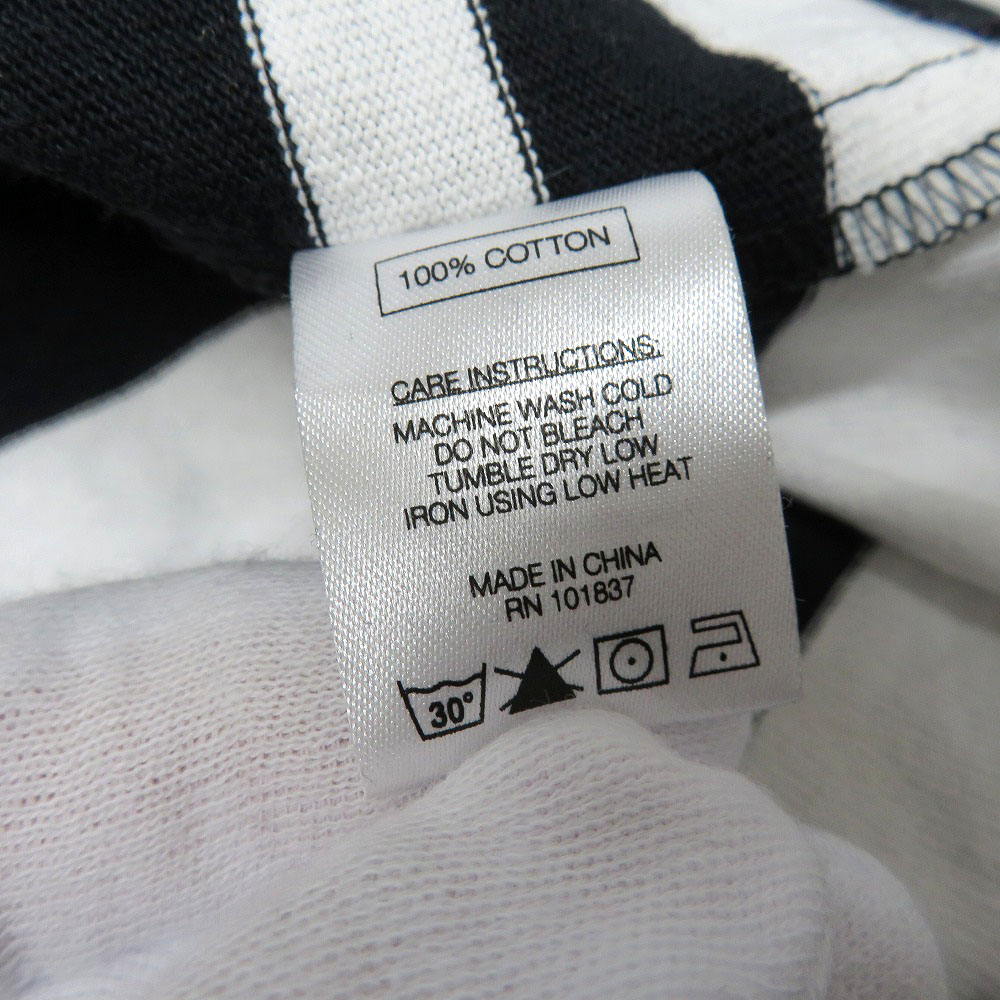 100% COTTON
CARE INSTRUCTIONS:
MACHINE WASH COLD
DO NOT BLEACH
TUMBLE DRY LOW
IRON USING LOW HEAT
MADE IN CHINA
RN 101837
30°